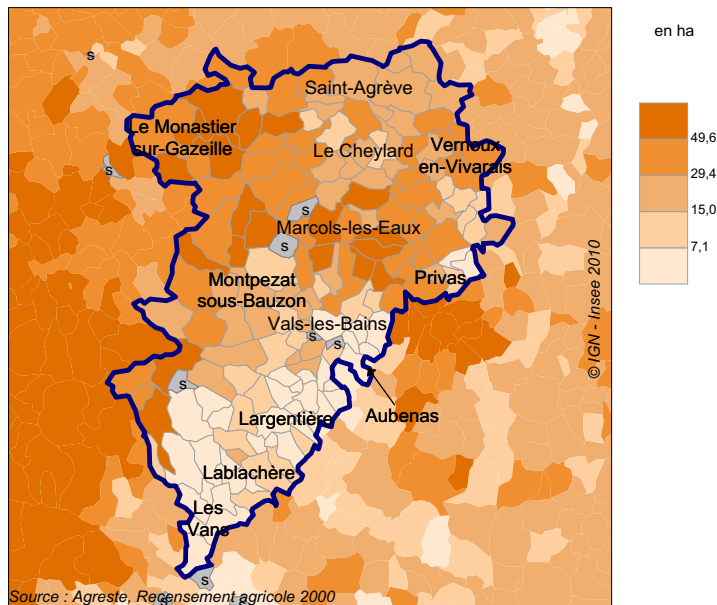 en ha
s
Saint-Agrève
49,6
Le Monastier
sur-Gazeille
Vernoux
en-Vivarais
Le Cheylard
29,4
s
15,0
s
Marcols-les-Eaux
s
7,1
Montpezat
sous-Bauzon
Privas
© IGN - Insee 2010
Vals-les-Bains
s
s
s
Largentière
Aubenas
Lablachère
Les
Vans
s
Source : Agreste, Recensement agricole 2000
s
s